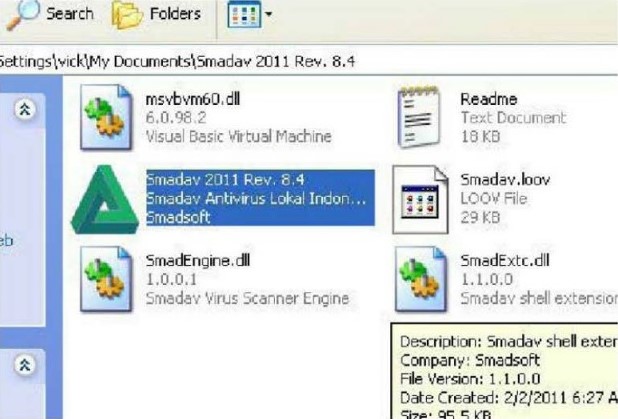 Search Folders
Settings\vick\My Documents\Smadav 2011 Rev. 8.4
msvbvm60.dll
6.0.98.2
Visual Basic Virtual Machine
Readme
Text Document
18 KB
Smadav 2011 Rev. 8.4
Smadav Antivirus Lokal Indon...
Smadsoft
Smadav.loov
LOOV File
29 KB
eb
SmadEngine.dll
1.0.0.1
Smadav Virus Scanner Engine
SmadExtc.dll
1.1.0.0
Smadav shell extension
Description: Smadav shell exter
Company: Smadsoft
File Version: 1.1.0.0
Date Created: 2/2/2011 6:27 A
Size: 95.5 KB